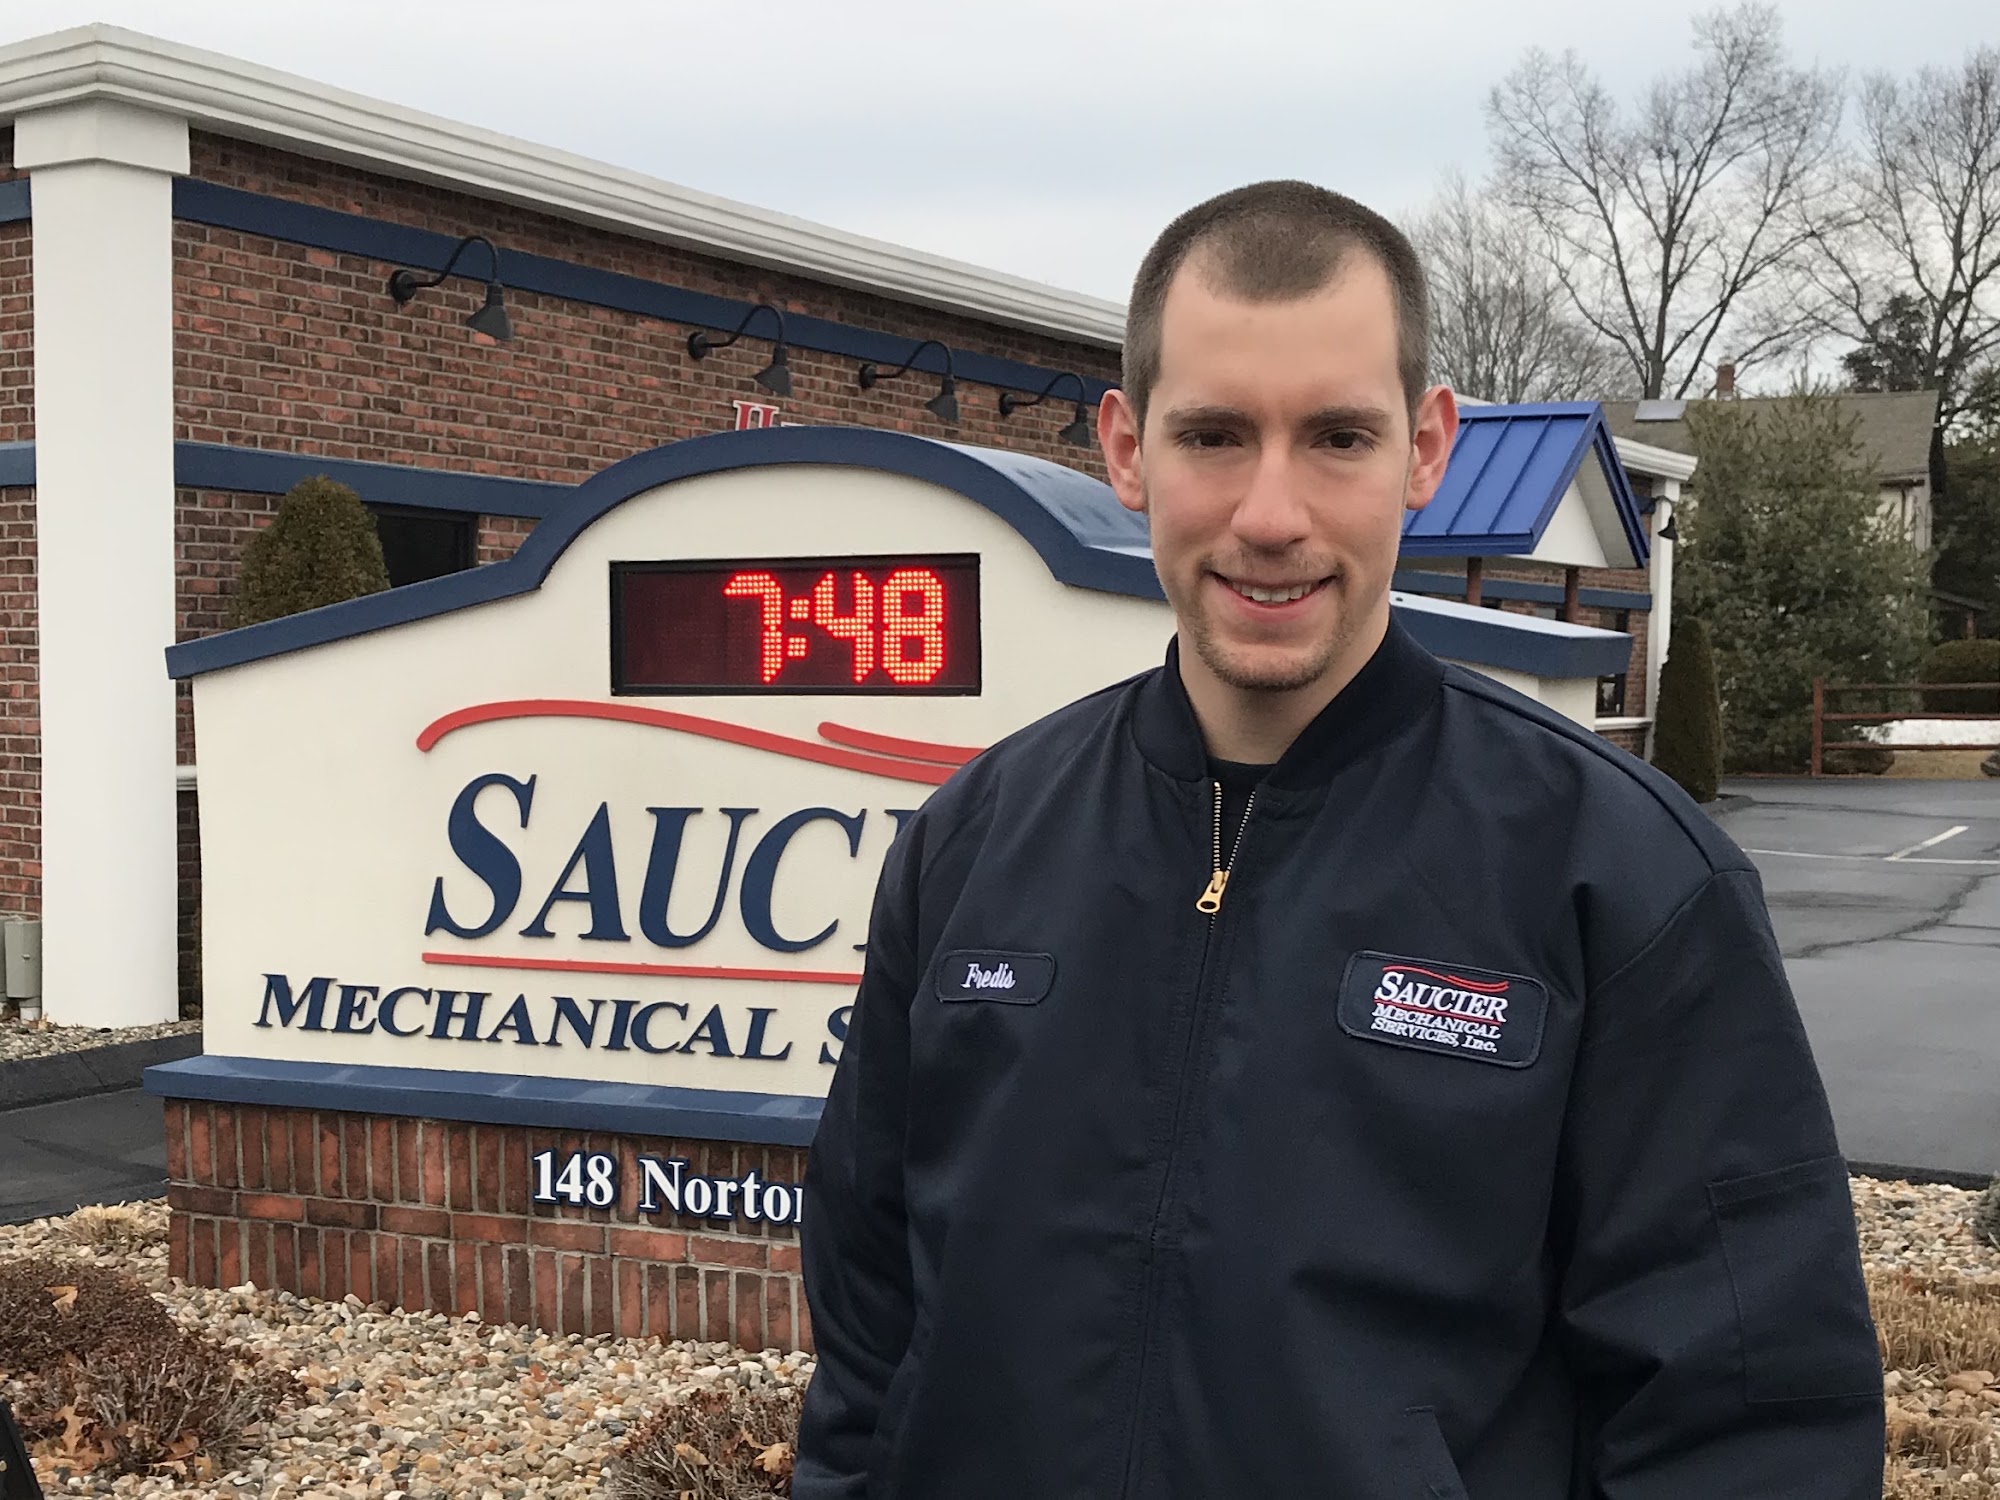 7:48
SAUCI
MECHANICAL S
148 Norton
Fredis
SAUCIER
MECHANICAL
SERVICES, Inc.